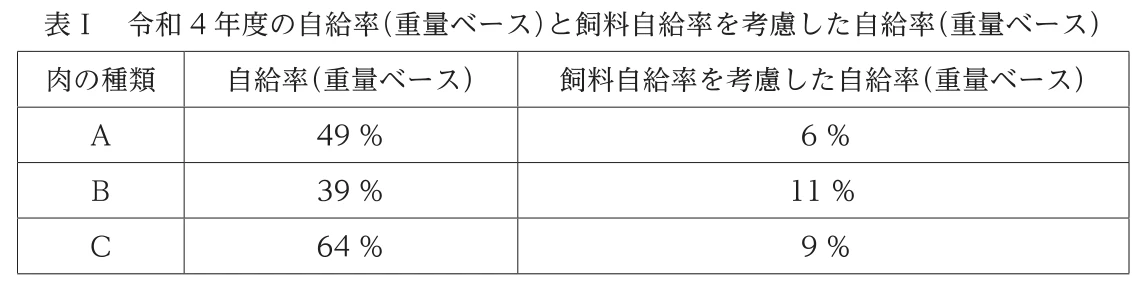 表Ⅰ 令和4年度の自給率(重量ベース)と飼料自給率を考慮した自給率(重量ベース)
肉の種類 自給率(重量ベース) 飼料自給率を考慮した自給率(重量ベース)
A 49 % 6 %
B 39 % 11 %
C 64 % 9 %